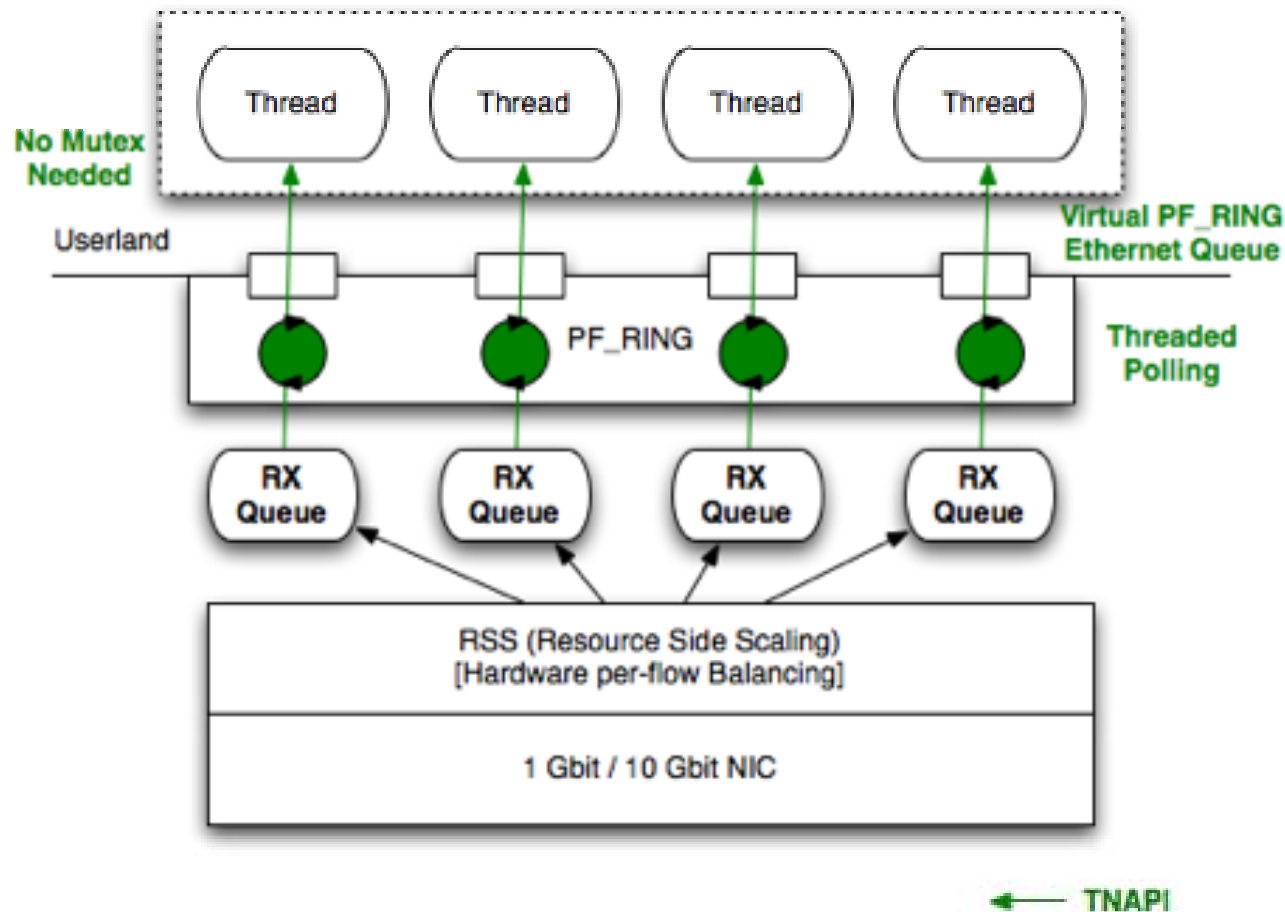 Thread
Thread
Thread
Thread
No Mutex
Needed
Userland
Virtual PF_RING
Ethernet Queue
PF_RING
Threaded
Polling
RX
Queue
RX
Queue
RX
Queue
RX
Queue
RSS (Resource Side Scaling)
[Hardware per-flow Balancing]
1 Gbit / 10 Gbit NIC
TNAPI